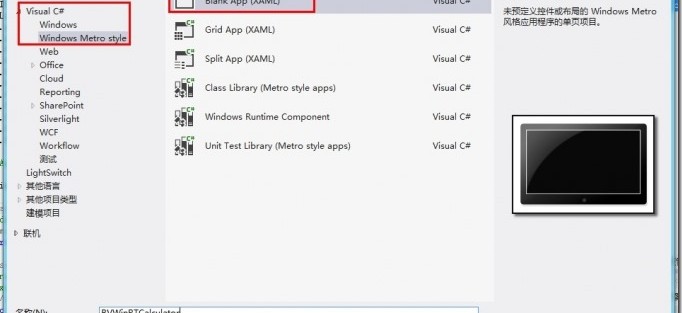 Visual C#
Windows
Windows Metro style
Web
Office
Cloud
Reporting
SharePoint
Silverlight
WCF
Workflow
测试
LightSwitch
其他语言
其他项目类型
建模项目
联机
Blank App (XAML) Visual C#
Grid App (XAML) Visual C#
Split App (XAML) Visual C#
Class Library (Metro style apps) Visual C#
Windows Runtime Component Visual C#
Unit Test Library (Metro style apps) Visual C#
未预定义控件或布局的 Windows Metro
风格应用程序的单页项目。
名称(N): BVWinRTCalculator